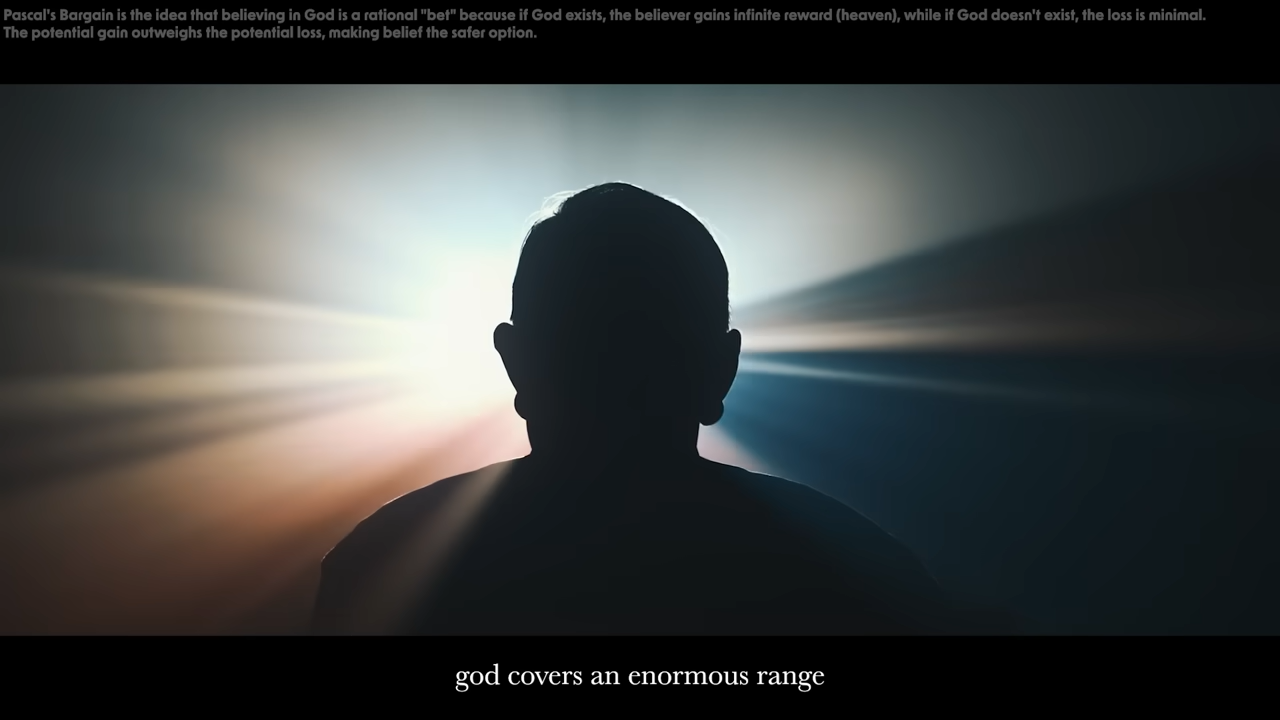 Pascal's Bargain is the idea that believing in God is a rational "bet" because if God exists, the believer gains infinite reward (heaven), while if God doesn't exist, the loss is minimal.
The potential gain outweighs the potential loss, making belief the safer option.
god covers an enormous range